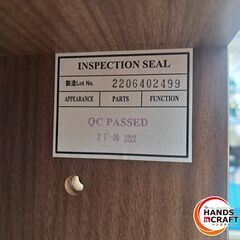 INSPECTION SEAL
製造Lot No. 2206402499
APPEARANCE PARTS FUNCTION
QC PASSED
27 06 2022
HANDS
CRAFT